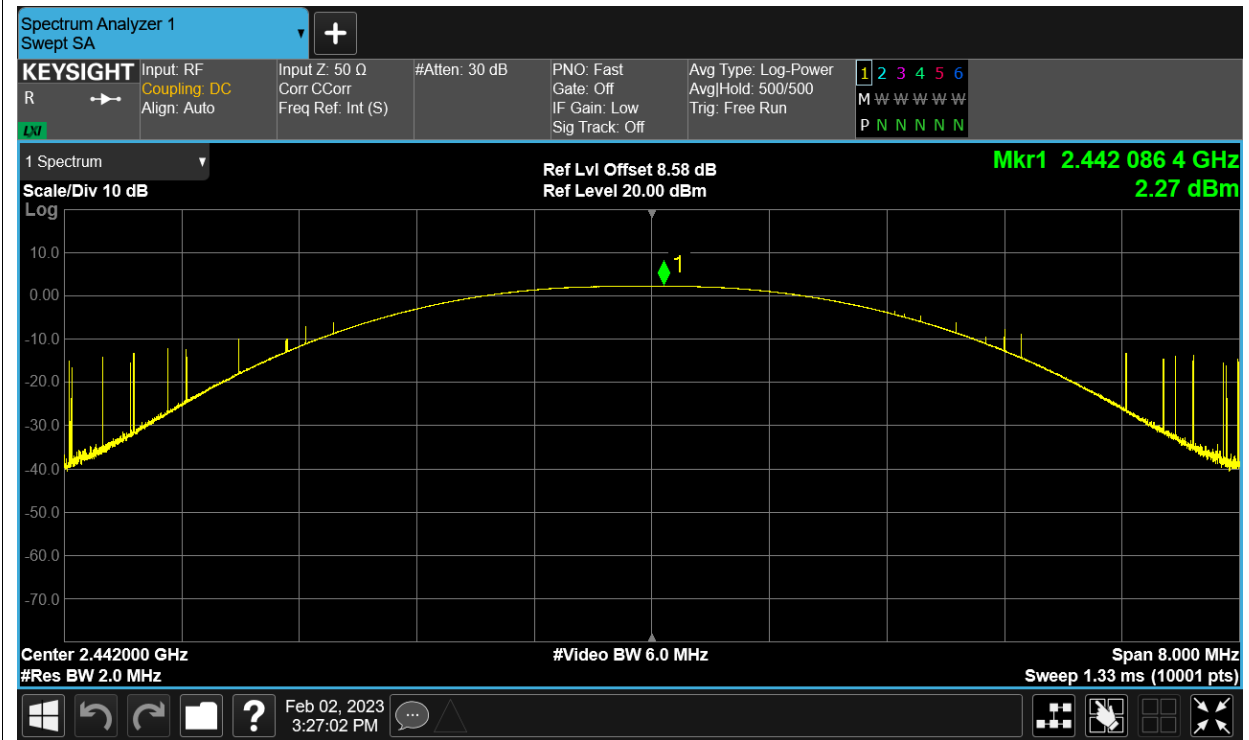 Spectrum Analyzer 1
Swept SA
KEYSIGHT
R
LXI
Input: RF
Coupling: DC
Align: Auto
Input Z: 50 Ω
Corr CCorr
Freq Ref: Int (S)
#Atten: 30 dB
PNO: Fast
Gate: Off
IF Gain: Low
Sig Track: Off
Avg Type: Log-Power
Avg|Hold: 500/500
Trig: Free Run
1 2 3 4 5 6
M W W W W W
P N N N N N
1 Spectrum
Scale/Div 10 dB
Log
Ref Lvl Offset 8.58 dB
Ref Level 20.00 dBm
Mkr1 2.442 086 4 GHz
2.27 dBm
10.0
0.00
-10.0
-20.0
-30.0
-40.0
-50.0
-60.0
-70.0
1
Center 2.442000 GHz
#Res BW 2.0 MHz
#Video BW 6.0 MHz
Span 8.000 MHz
Sweep 1.33 ms (10001 pts)
?
Feb 02, 2023
3:27:02 PM